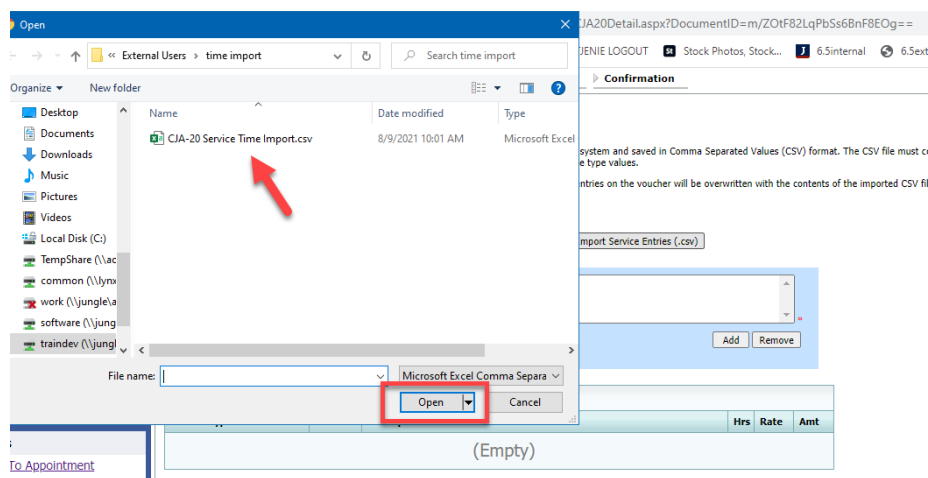 Open
CJA20Detail.aspx?DocumentID=m/ZOtF82LqPbSs6BnF8EOg==
« External Users › time import
Search time import
JENIE LOGOUT St Stock Photos, Stock... J 6.5internal 6.5ext
Organize New folder
Confirmation
Desktop
Name Date modified Type
Documents
CJA-20 Service Time Import.csv 8/9/2021 10:01 AM Microsoft Excel
Downloads
system and saved in Comma Separated Values (CSV) format. The CSV file must co
e type values.
Music
Pictures
ntries on the voucher will be overwritten with the contents of the imported CSV fil
Videos
Local Disk (C:)
mport Service Entries (.csv)
TempShare (\\ac
common (\\lynx
work (\\jungle\a
software (\\jung
traindev (\\jungl
Add Remove
File name: Microsoft Excel Comma Separa
Open Cancel
Hrs Rate Amt
(Empty)
s
To Appointment